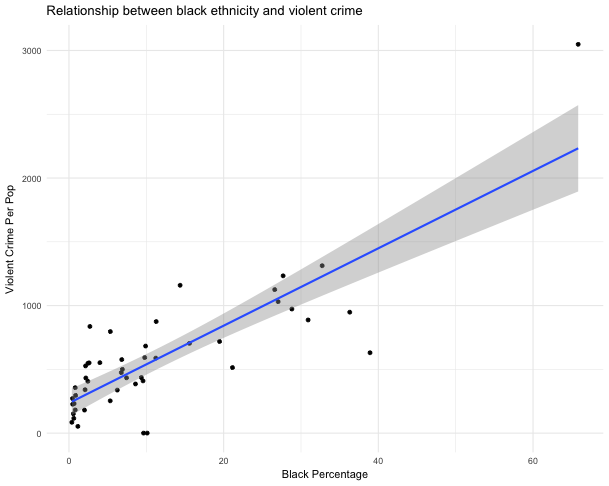 Relationship between black ethnicity and violent crime
3000
2000
1000
0
Violent Crime Per Pop
0 20 40 60
Black Percentage